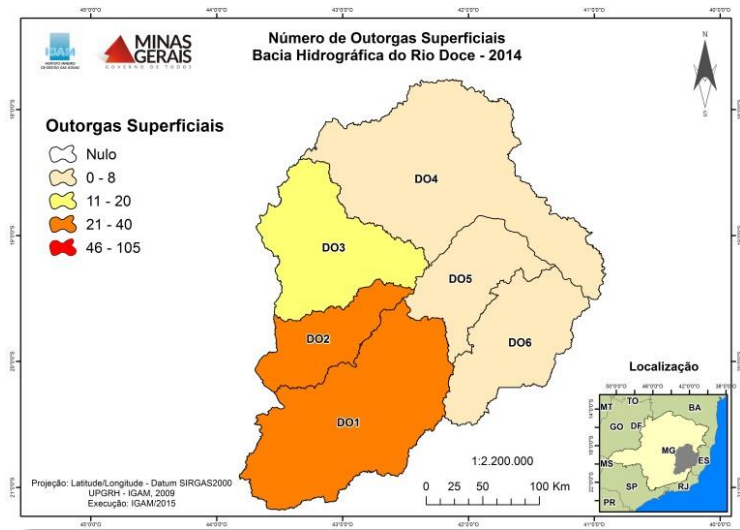 IGAM
MINAS
GERAIS
GOVERNO DE TODOS
Número de Outorgas Superficiais
Bacia Hidrográfica do Rio Doce - 2014
N
S
Outorgas Superficiais
Nulo
0 - 8
11 - 20
21 - 40
46 - 105
DO4
DO3
DO5
DO2
DO6
DO1
Localização
MT
TO
BA
GO
DF
MG
ES
MS
SP
RJ
PR
1:2.200.000
0 25 50 100 Km
Projeção: Latitude/Longitude - Datum SIRGAS2000
UPGRH - IGAM, 2009
Execução: IGAM/2015